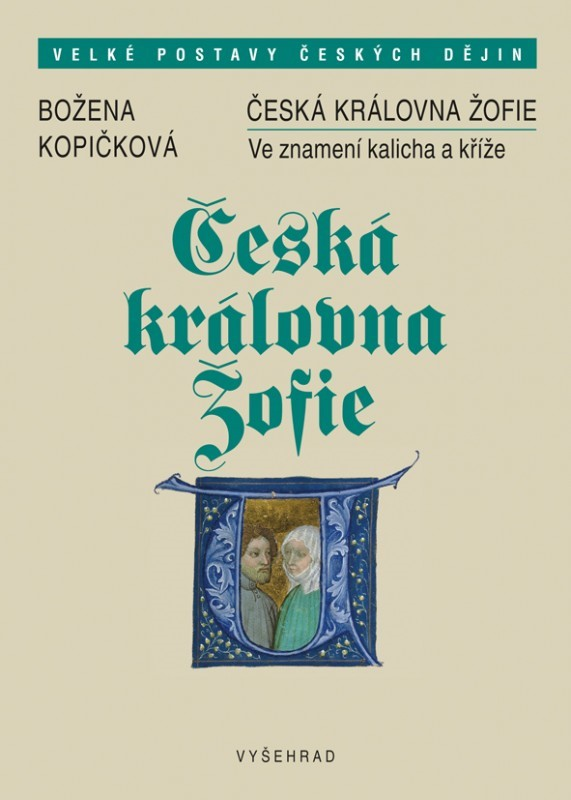 VELKÉ POSTAVY ČESKÝCH DĚJIN
BOŽENA
KOPIČKOVÁ
ČESKÁ KRÁLOVNA ŽOFIE
Ve znamení kalicha a kříže
Česká
královna
Žofie
VYŠEHRAD